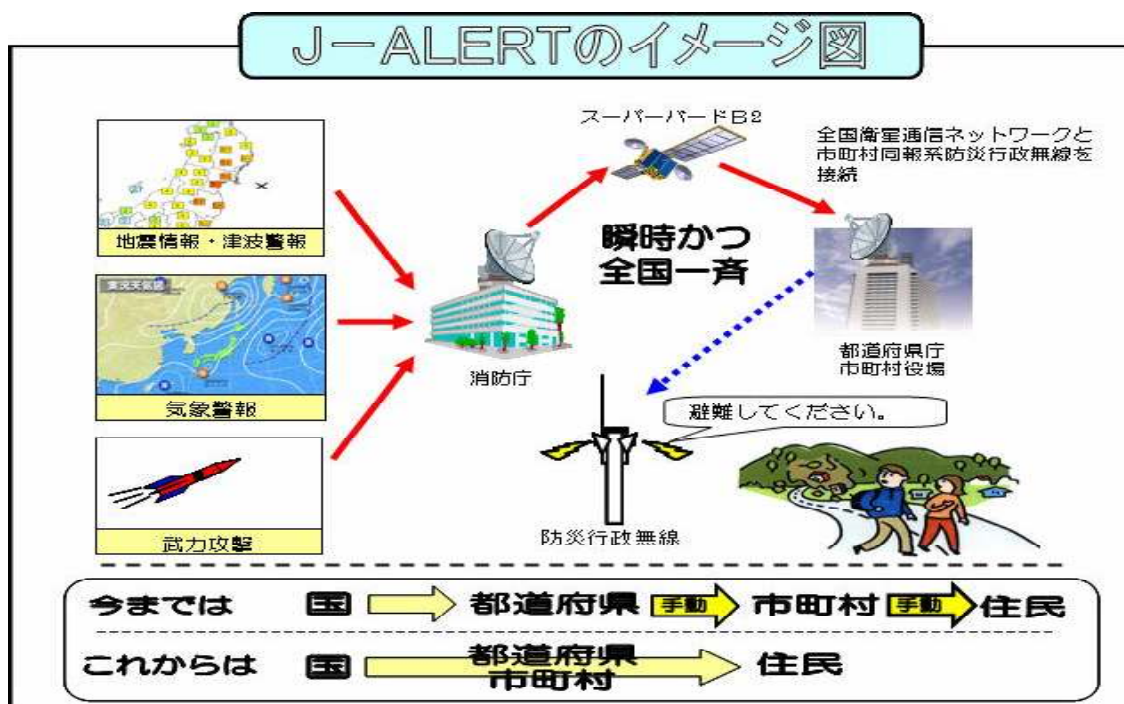 J-ALERTのイメージ図
スーパーバードB2
全国衛星通信ネットワークと
市町村同報系防災行政無線を
接続
地震情報・津波警報
瞬時かつ
全国一斉
実況天気図
気象警報
消防庁
都道府県庁
市町村役場
避難してください。
武力攻撃
防災行政無線
今までは 国 都道府県 手動 市町村 手動 住民
これからは 国 都道府県 市町村 住民